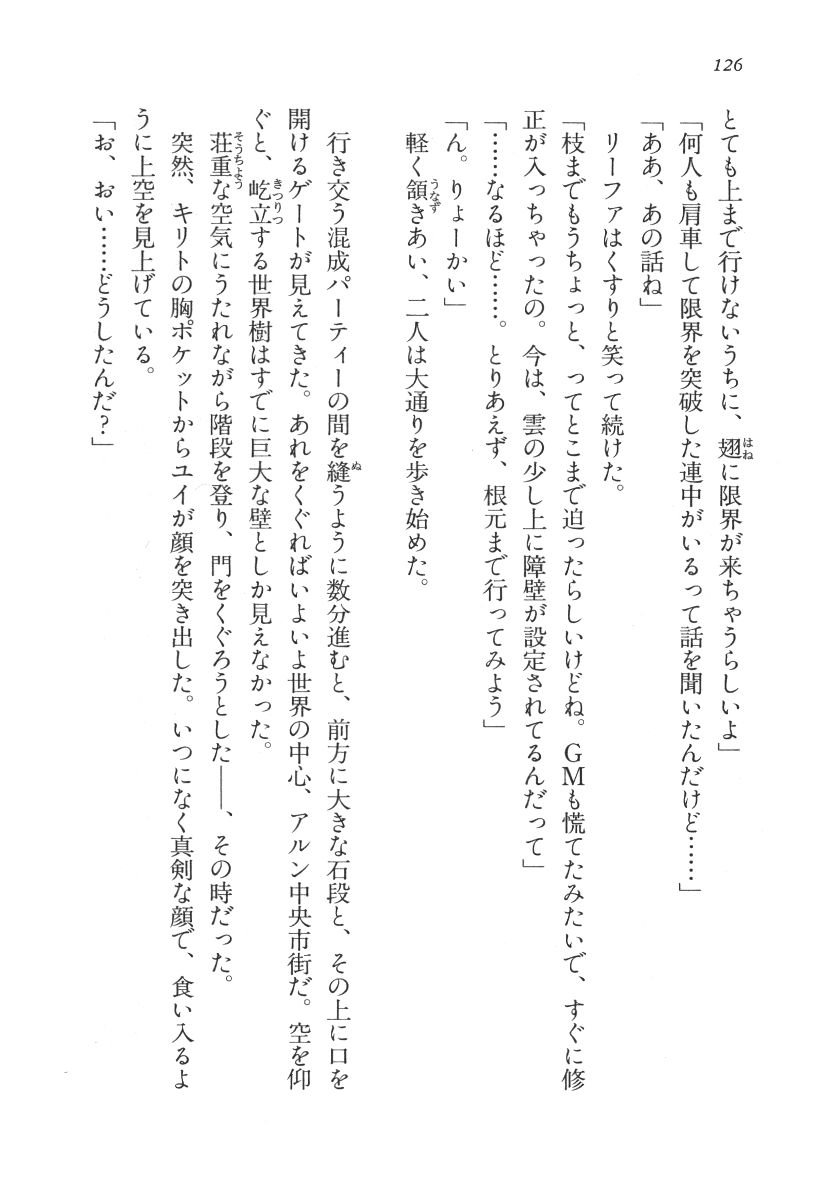 126
とても上まで行けないうちに、翅に限界が来ちゃうらしいよ」
「何人も肩車して限界を突破した連中がいるって話を聞いたんだけど……」
「ああ、あの話ね」
リーファはくすりと笑って続けた。
「枝までもうちょっと、ってとこまで迫ったらしいけどね。GMも慌てたみたいで、すぐに修
正が入っちゃったの。今は、雲の少し上に障壁が設定されてるんだって」
「……なるほど……。とりあえず、根元まで行ってみよう」
「ん。りょーかい」
軽く頷きあい、二人は大通りを歩き始めた。
行き交う混成パーティーの間を縫うように数分進むと、前方に大きな石段と、その上に口を
開けるゲートが見えてきた。あれをくぐればいよいよ世界の中心、アルン中央市街だ。空を仰
ぐと、屹立する世界樹はすでに巨大な壁としか見えなかった。
荘重な空気にうたれながら階段を登り、門をくぐろうとした――、その時だった。
突然、キリトの胸ポケットからユイが顔を突き出した。いつになく真剣な顔で、食い入るよ
うに上空を見上げている。
「お、おい……どうしたんだ？」